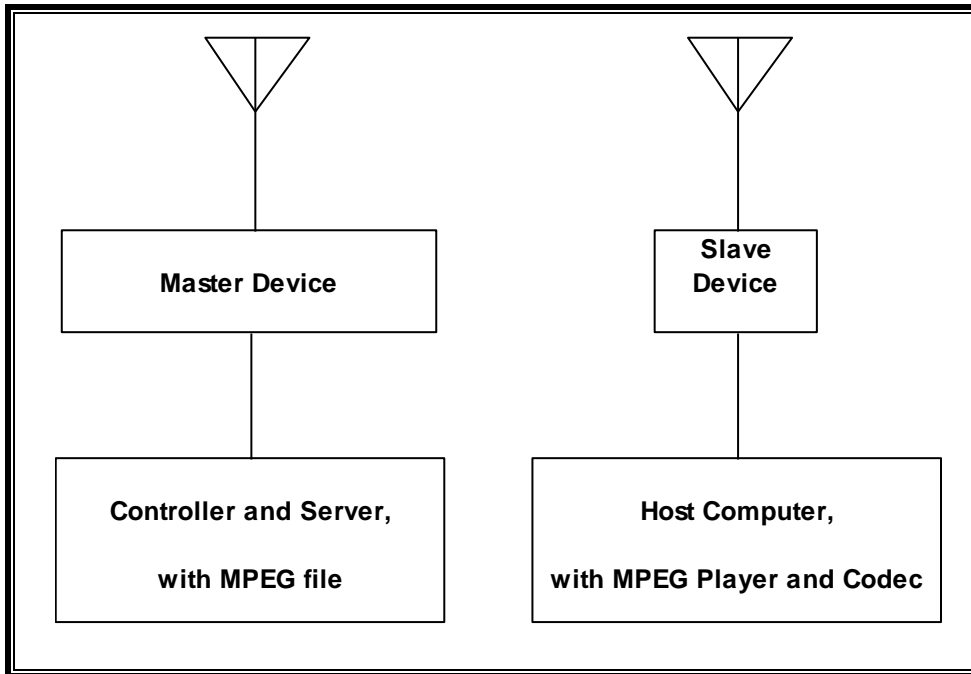 Master Device
Slave
Device
Controller and Server,
with MPEG file
Host Computer,
with MPEG Player and Codec